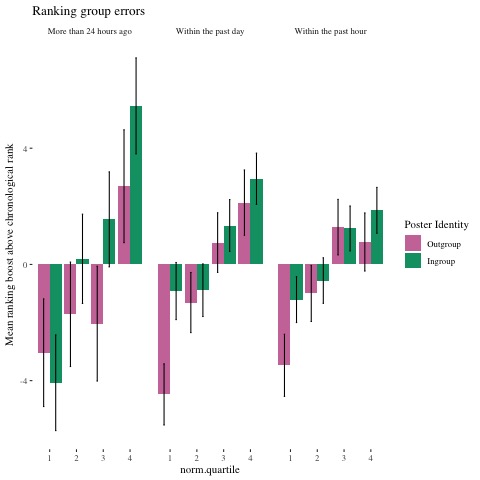 Ranking group errors
More than 24 hours ago Within the past day Within the past hour
Mean ranking boost above chronological rank
4
0
-4
1 2 3 4 1 2 3 4 1 2 3 4
norm.quartile
Poster Identity
Outgroup
Ingroup